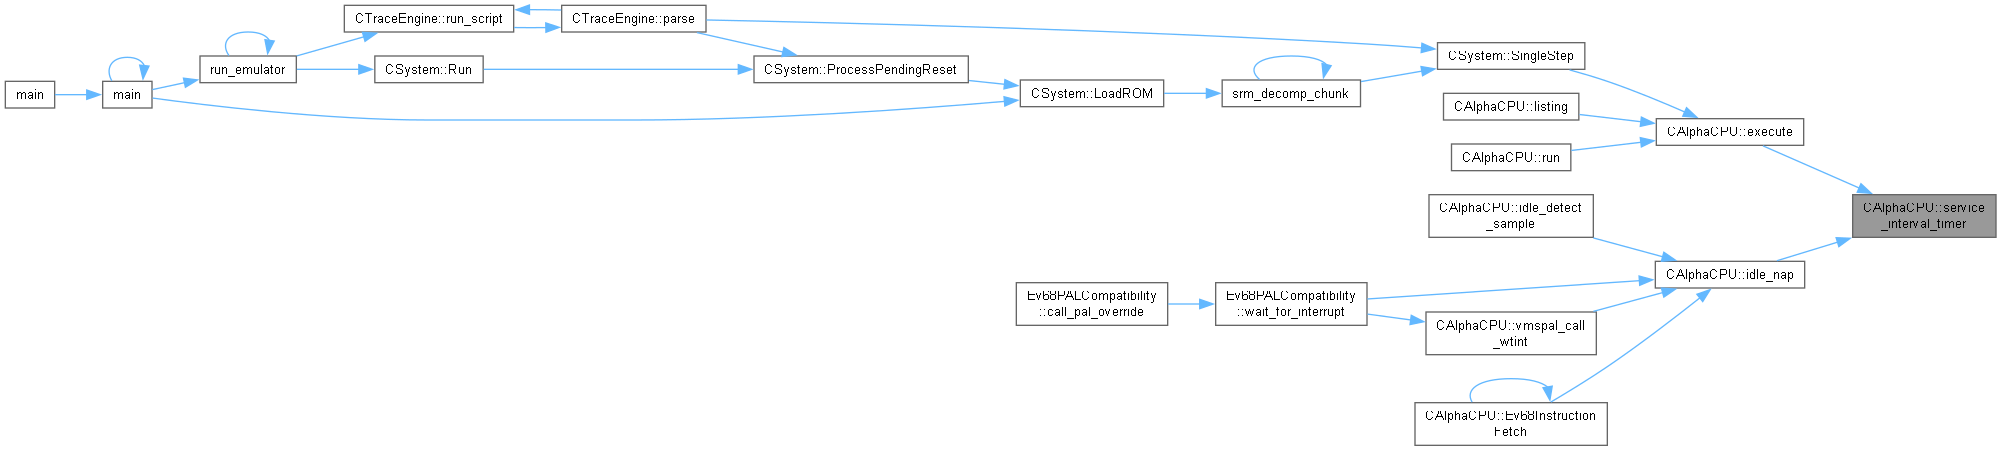 CTraceEngine::run_script
CTraceEngine::parse
CSystem::SingleStep
run_emulator
CSystem::Run
CSystem::ProcessPendingReset
main
main
CSystem::LoadROM
srm_decomp_chunk
CAlphaCPU::listing
CAlphaCPU::execute
CAlphaCPU::run
CAlphaCPU::service
_interval_timer
CAlphaCPU::idle_detect
_sample
CAlphaCPU::idle_nap
Ev68PALCompatibility
::call_pal_override
Ev68PALCompatibility
::wait_for_interrupt
CAlphaCPU::vmspal_call
_wtint
CAlphaCPU::Ev68Instruction
Fetch